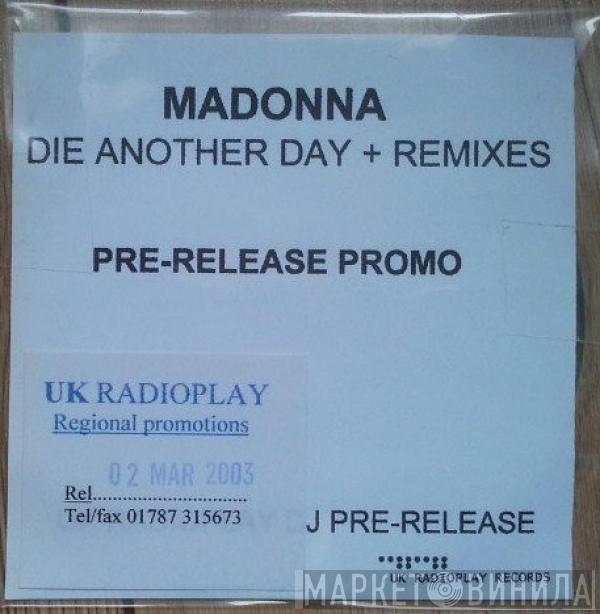 MADONNA
DIE ANOTHER DAY + REMIXES
PRE-RELEASE PROMO
UK RADIOPLAY
Regional promotions
02 MAR 2003
Rel...............................
Tel/fax 01787 315673
J PRE-RELEASE
UK RADIOPLAY RECORDS
МАРКЕТ ВИНИЛА